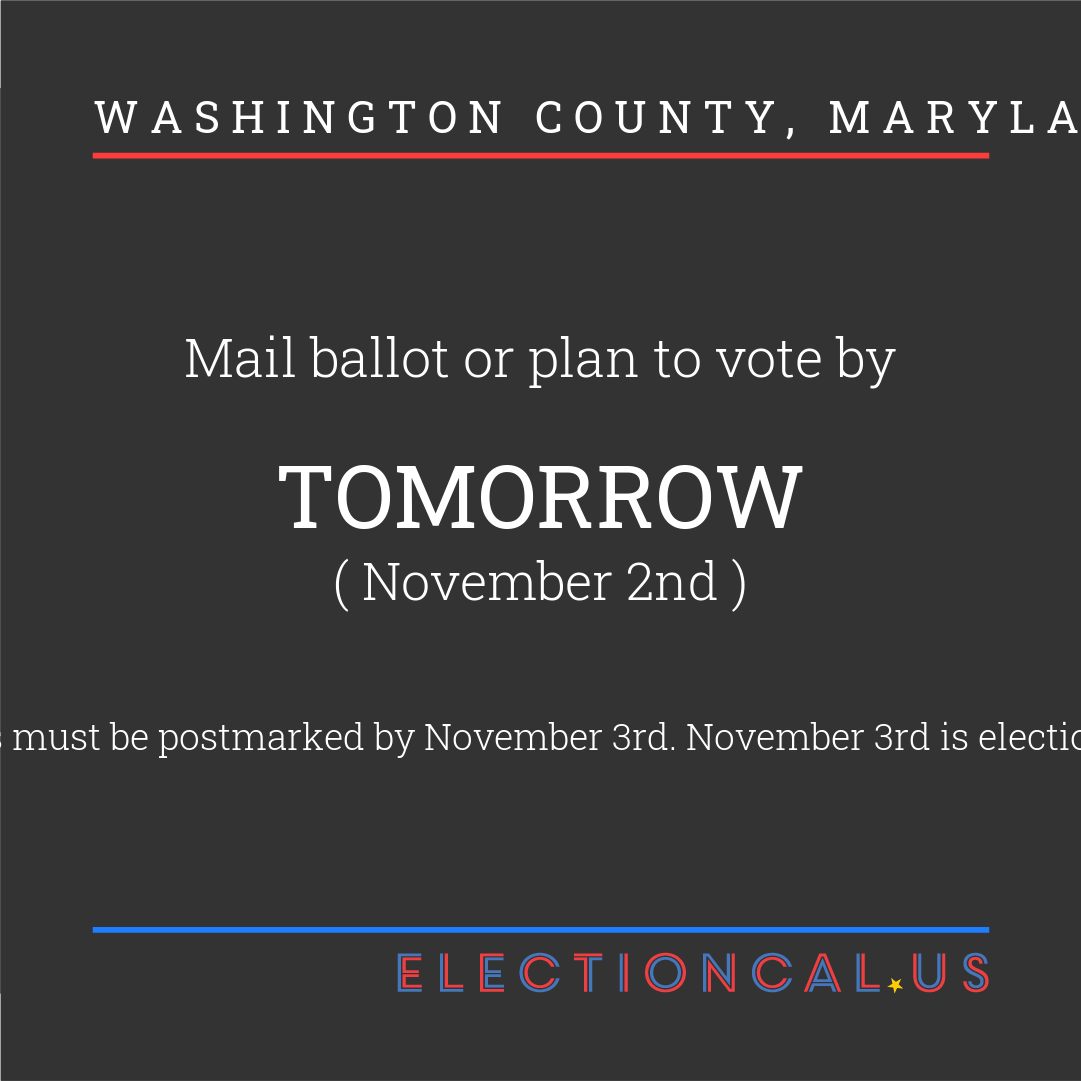 WASHINGTON COUNTY, MARYLA
Mail ballot or plan to vote by
TOMORROW
( November 2nd )
s must be postmarked by November 3rd. November 3rd is electio
ELECTIONCAL.US